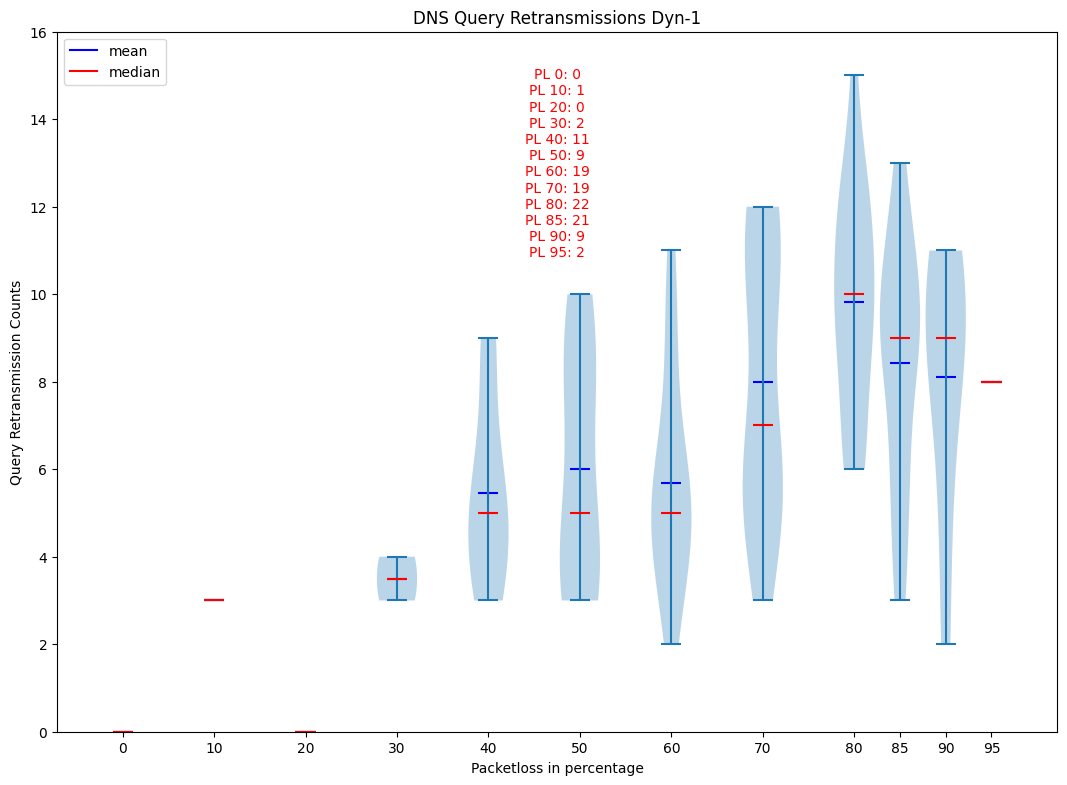 DNS Query Retransmissions Dyn-1
mean
median
PL 0: 0
PL 10: 1
PL 20: 0
PL 30: 2
PL 40: 11
PL 50: 9
PL 60: 19
PL 70: 19
PL 80: 22
PL 85: 21
PL 90: 9
PL 95: 2
Query Retransmission Counts
16
14
12
10
8
6
4
2
0
0 10 20 30 40 50 60 70 80 85 90 95
Packetloss in percentage